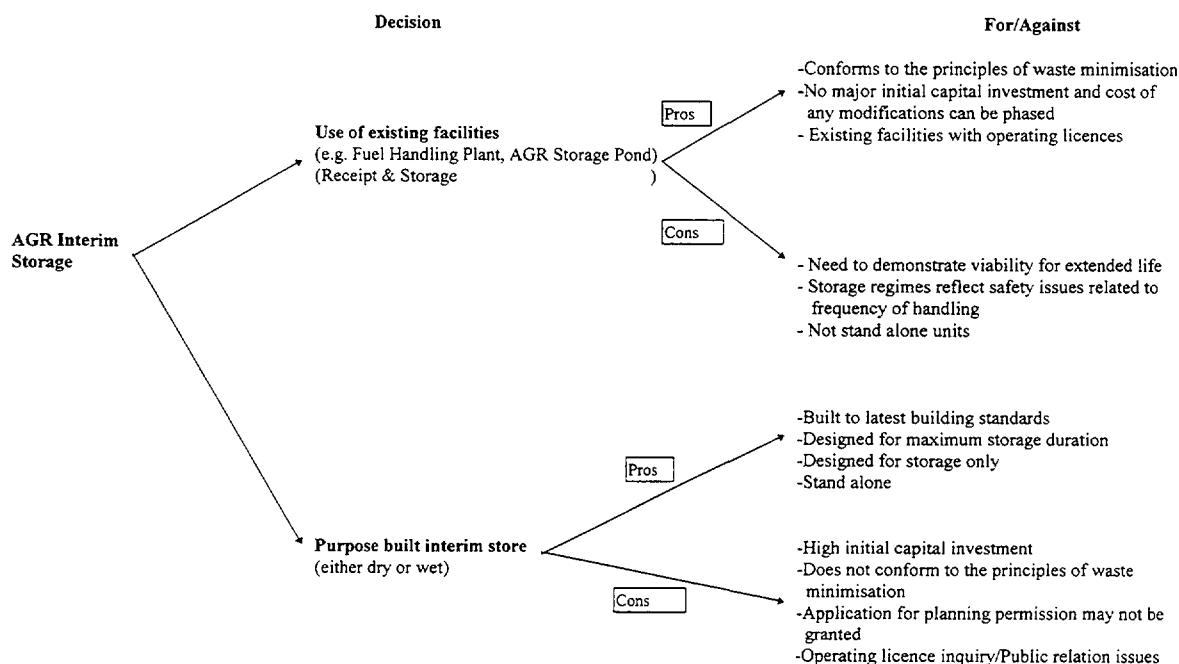 Decision
For/Against
AGR Interim
Storage
Use of existing facilities
(e.g. Fuel Handling Plant, AGR Storage Pond)
(Receipt & Storage )
Pros
-Conforms to the principles of waste minimisation
-No major initial capital investment and cost of
any modifications can be phased
- Existing facilities with operating licences
Cons
- Need to demonstrate viability for extended life
- Storage regimes reflect safety issues related to
frequency of handling
- Not stand alone units
Purpose built interim store
(either dry or wet)
Pros
-Built to latest building standards
-Designed for maximum storage duration
-Designed for storage only
-Stand alone
Cons
-High initial capital investment
-Does not conform to the principles of waste
minimisation
-Application for planning permission may not be
granted
-Operating licence inquiry/Public relation issues